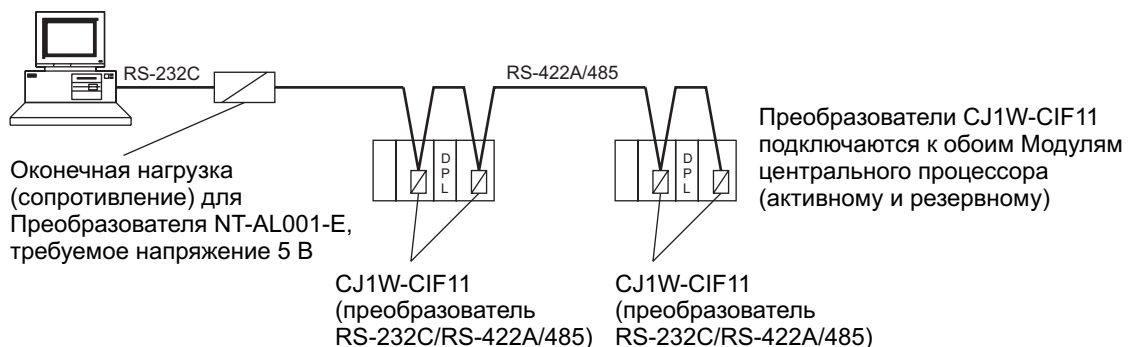 RS-232C
RS-422A/485
D
P
L
D
P
L
Преобразователи CJ1W-CIF11
подключаются к обоим Модулям
центрального процессора
(активному и резервному)
Оконечная нагрузка
(сопротивление) для
Преобразователя NT-AL001-E,
требуемое напряжение 5 В
CJ1W-CIF11
(преобразователь
RS-232C/RS-422A/485)
CJ1W-CIF11
(преобразователь
RS-232C/RS-422A/485)